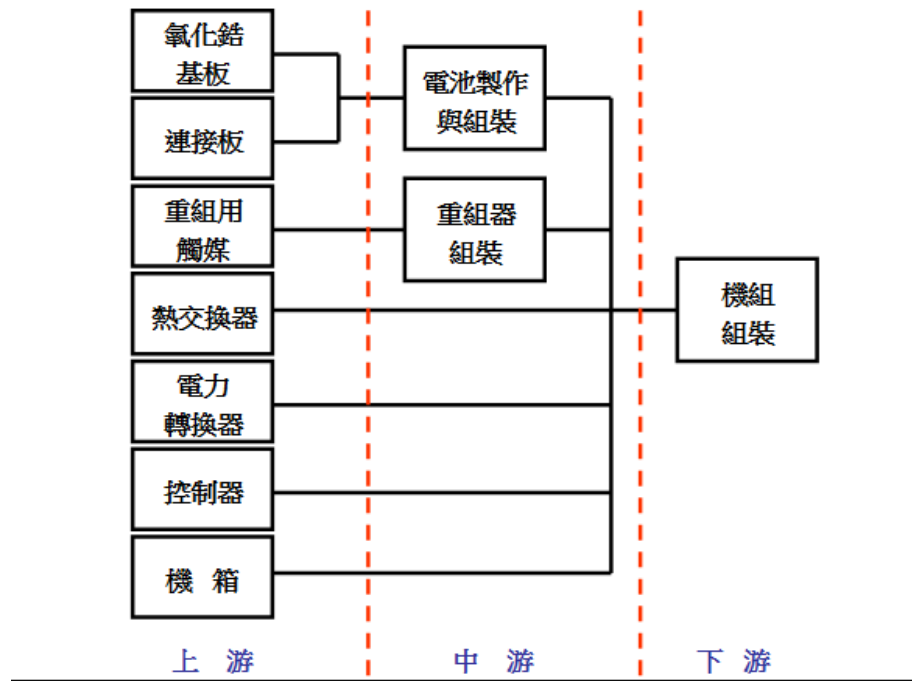 氧化鋯
基板
連接板
重組用
觸媒
熱交換器
電力
轉換器
控制器
機 箱
電池製作
與組裝
重組器
組裝
機組
組裝
上 游
中 游
下 游